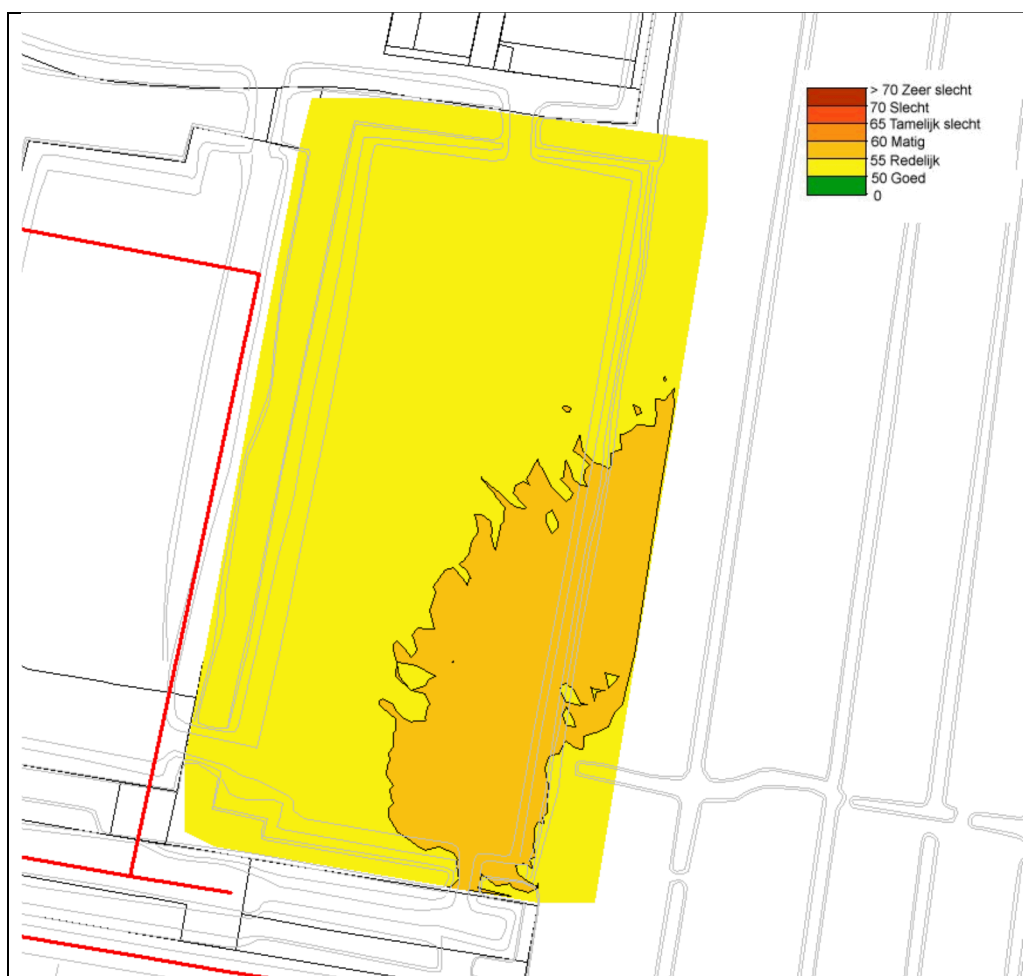 > 70 Zeer slecht
70 Slecht
65 Tamelijk slecht
60 Matig
55 Redelijk
50 Goed
0